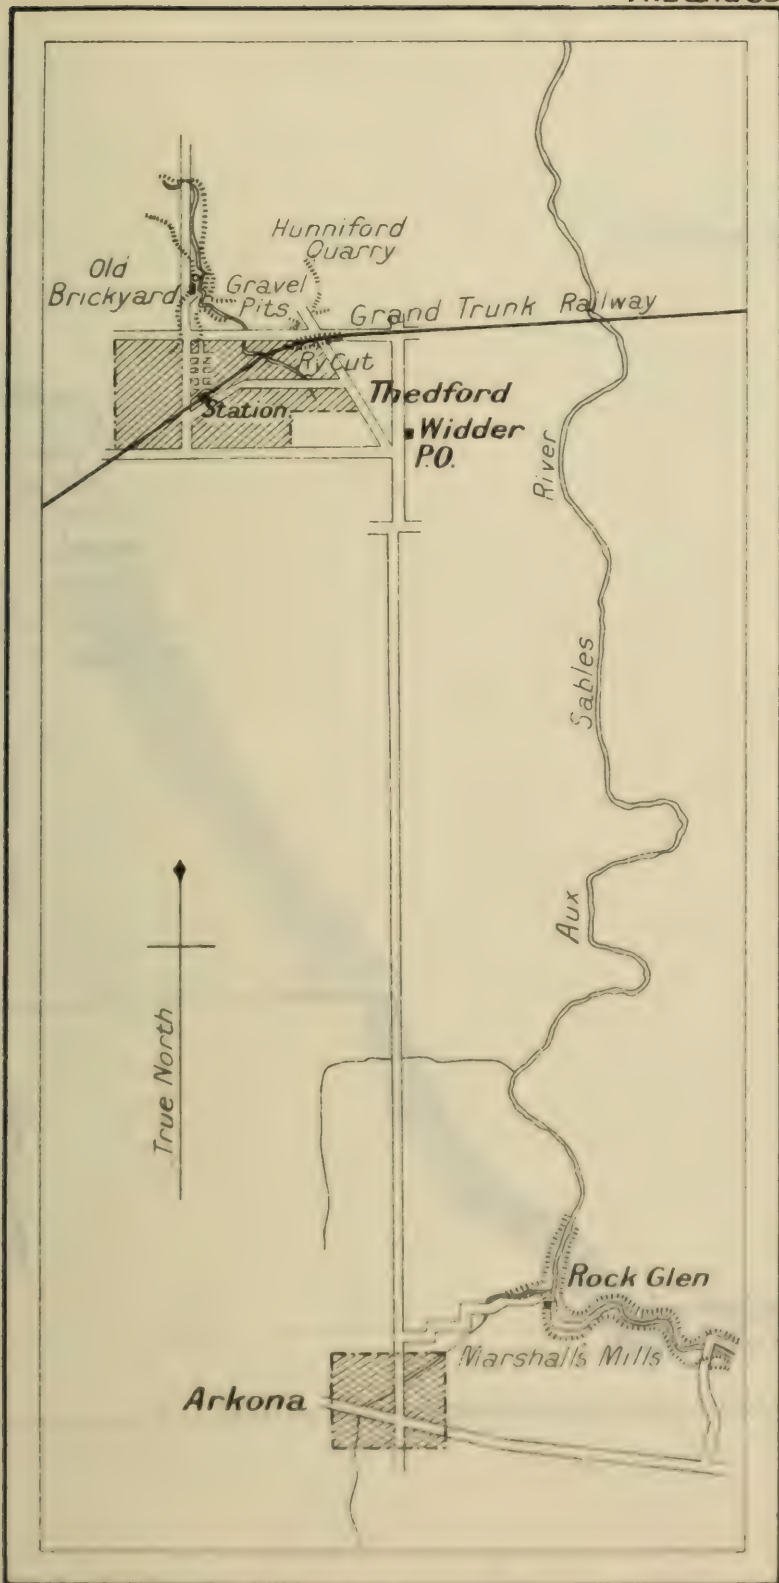 Hunniford
Quarry
Old
Brickyard
Gravel
Pits
Grand Trunk Railway
Ry Cut
Thedford
Station
Widder
P.O.
River
Sables
Aux
True North
Rock Glen
Marshalls Mills
Arkona